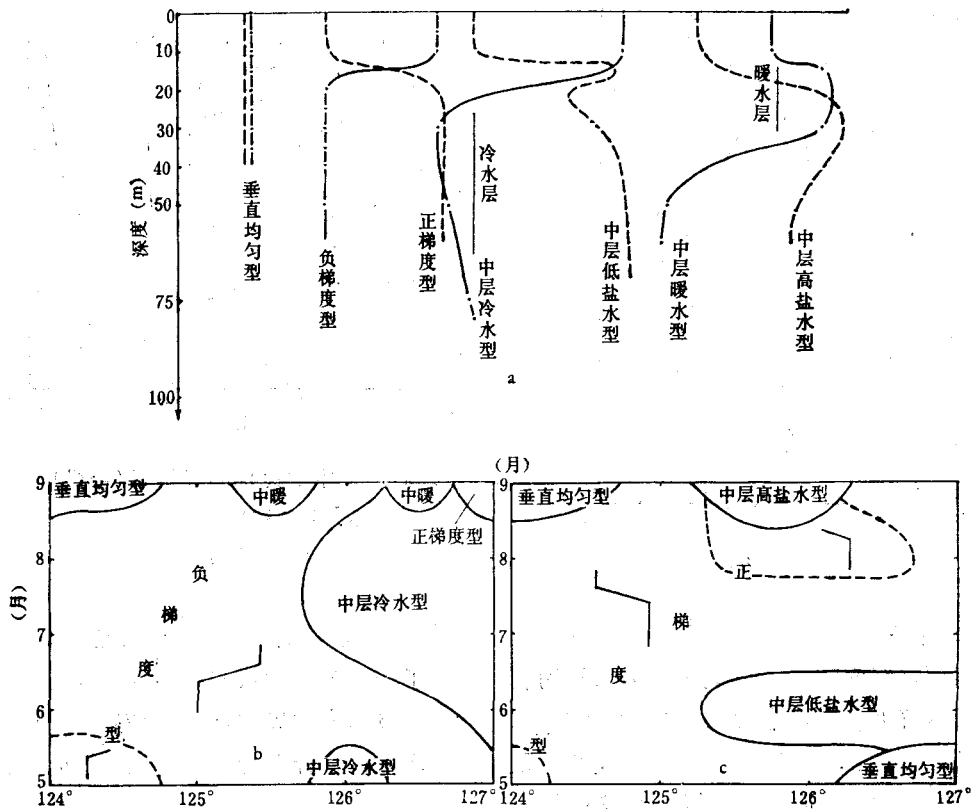 0
10
20
30
40
50
75
100
深度(m)
垂直均匀型
负梯度型
正梯度型
冷水层
中层冷水型
中层低盐水型
中层暖水型
暖水层
中层高盐水型
a
(月)
9
8
7
6
5
(月)
垂直均匀型
中暖
中暖
正梯度型
负
梯
度
型
中层冷水型
b
中层冷水型
124°
125°
126°
127°
9
8
7
6
5
垂直均匀型
中层高盐水型
正
梯
度
型
中层低盐水型
c
垂直均匀型
124°
125°
126°
127°